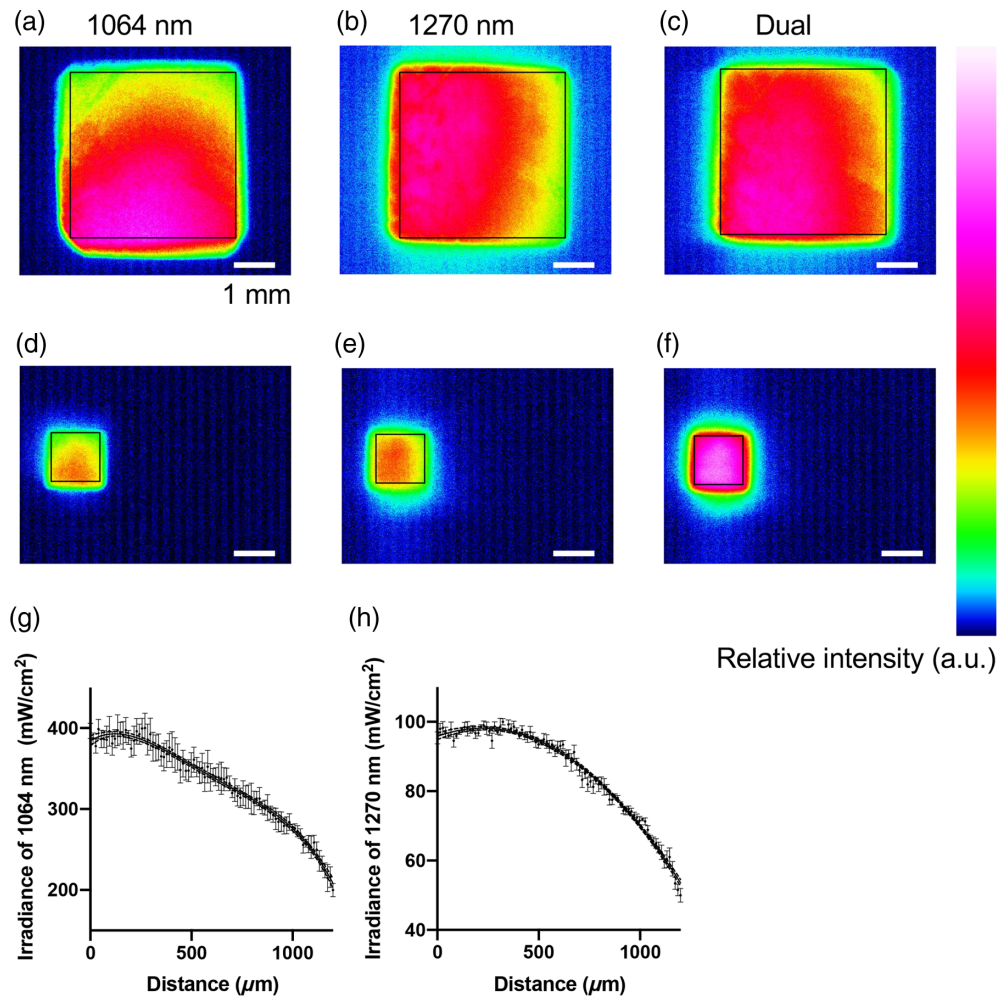 (a) 1064 nm
(b) 1270 nm
(c) Dual
1 mm
(d)
(e)
(f)
Relative intensity (a.u.)
(g)
Irradiance of 1064 nm (mW/cm²)
400
300
200
0 500 1000
Distance (µm)
(h)
Irradiance of 1270 nm (mW/cm²)
100
80
60
40
0 500 1000
Distance (µm)